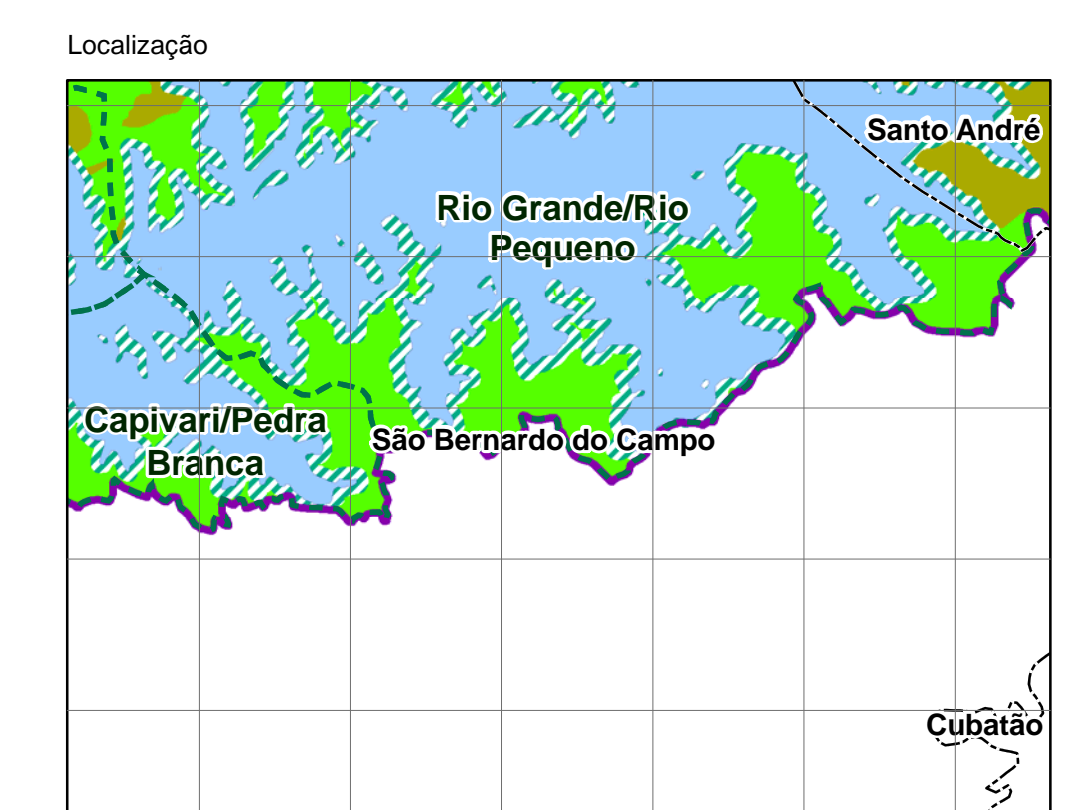 Localização
Santo André
Rio Grande/Rio
Pequeno
Capivari/Pedra
Branca
São Bernardo do Campo
Cubatão